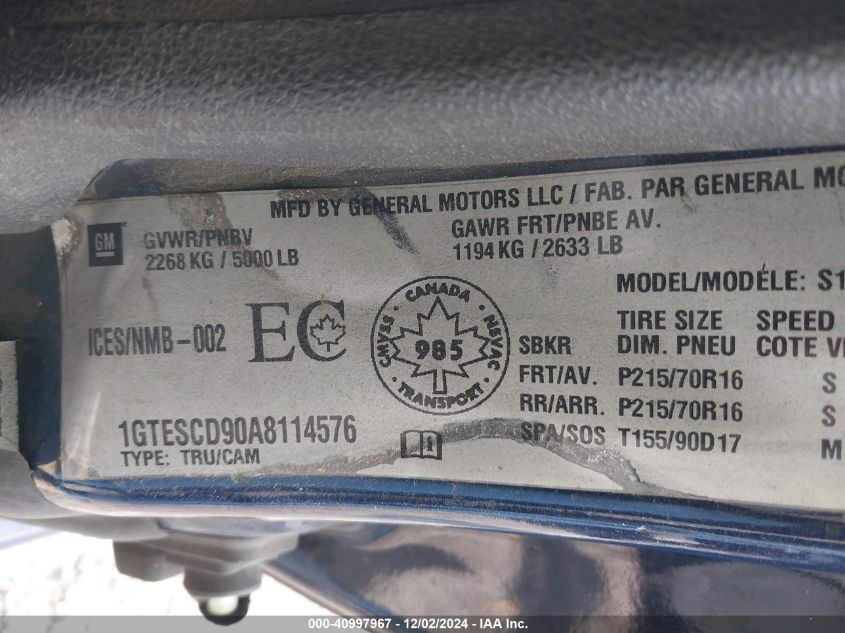 MFD BY GENERAL MOTORS LLC / FAB. PAR GENERAL
GM
GVWR/PNBV
2268 KG / 5000 LB
GAWR FRT/PNBE AV.
1194 KG / 2633 LB
MODEL/MODÈLE: S1
ICES/NMB-002
EC
CANADA
NSVAC
TRANSPORT
CMVSS
985
TIRE SIZE SPEED
SBKR DIM. PNEU COTE
FRT/AV. P215/70R16 S
RR/ARR. P215/70R16 S
SPA/SOS T155/90D17 M
1GTESCD90A8114576
TYPE: TRU/CAM
000-40997967 - 12/02/2024 - IAA Inc.